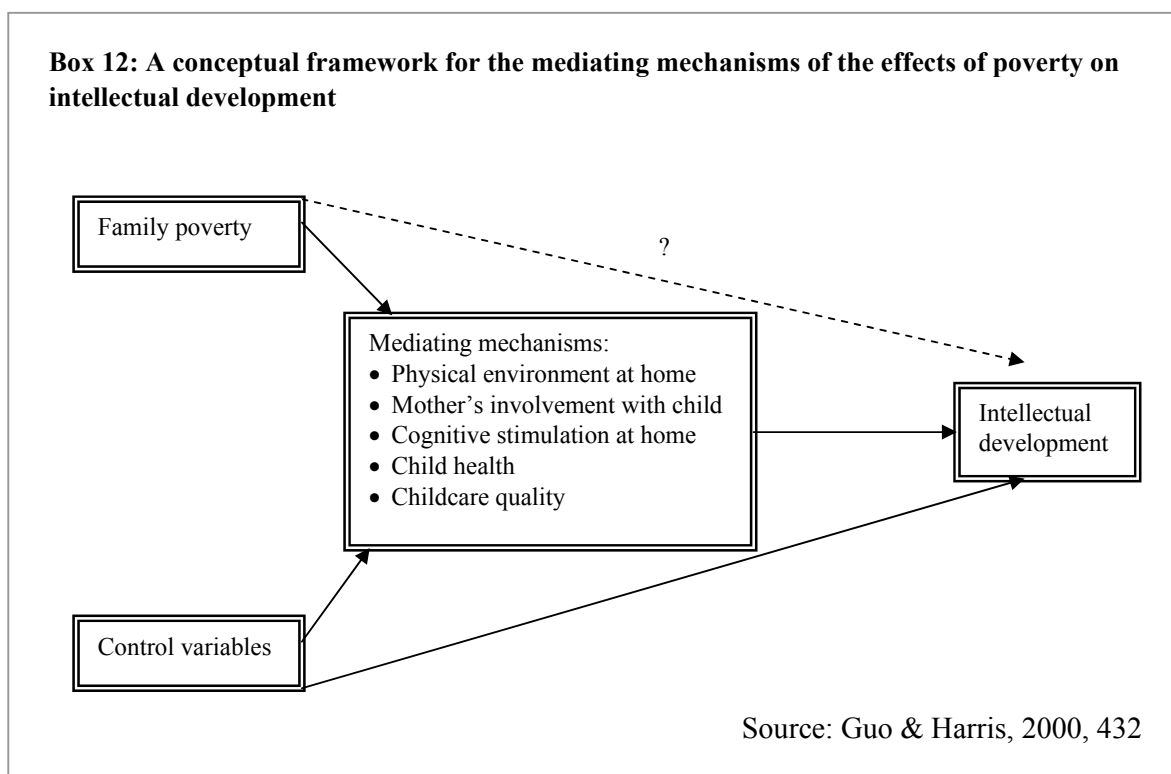 Box 12: A conceptual framework for the mediating mechanisms of the effects of poverty on
intellectual development
Family poverty
?
Mediating mechanisms:
• Physical environment at home
• Mother’s involvement with child
• Cognitive stimulation at home
• Child health
• Childcare quality
Intellectual
development
Control variables
Source: Guo & Harris, 2000, 432